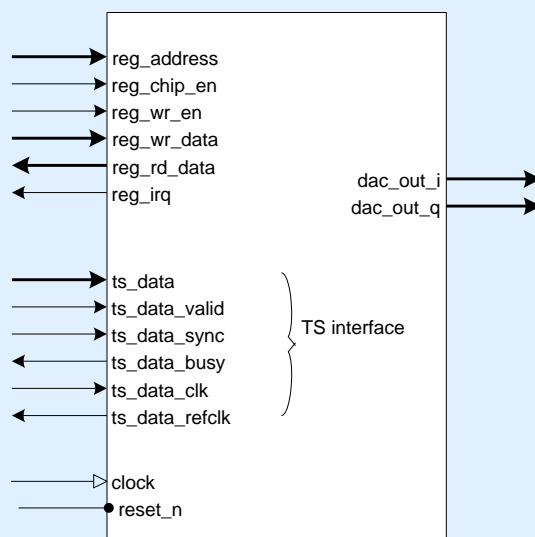 reg_address
reg_chip_en
reg_wr_en
reg_wr_data
reg_rd_data
reg_irq
dac_out_i
dac_out_q
ts_data
ts_data_valid
ts_data_sync
ts_data_busy
ts_data_clk
ts_data_refclk
TS interface
clock
reset_n